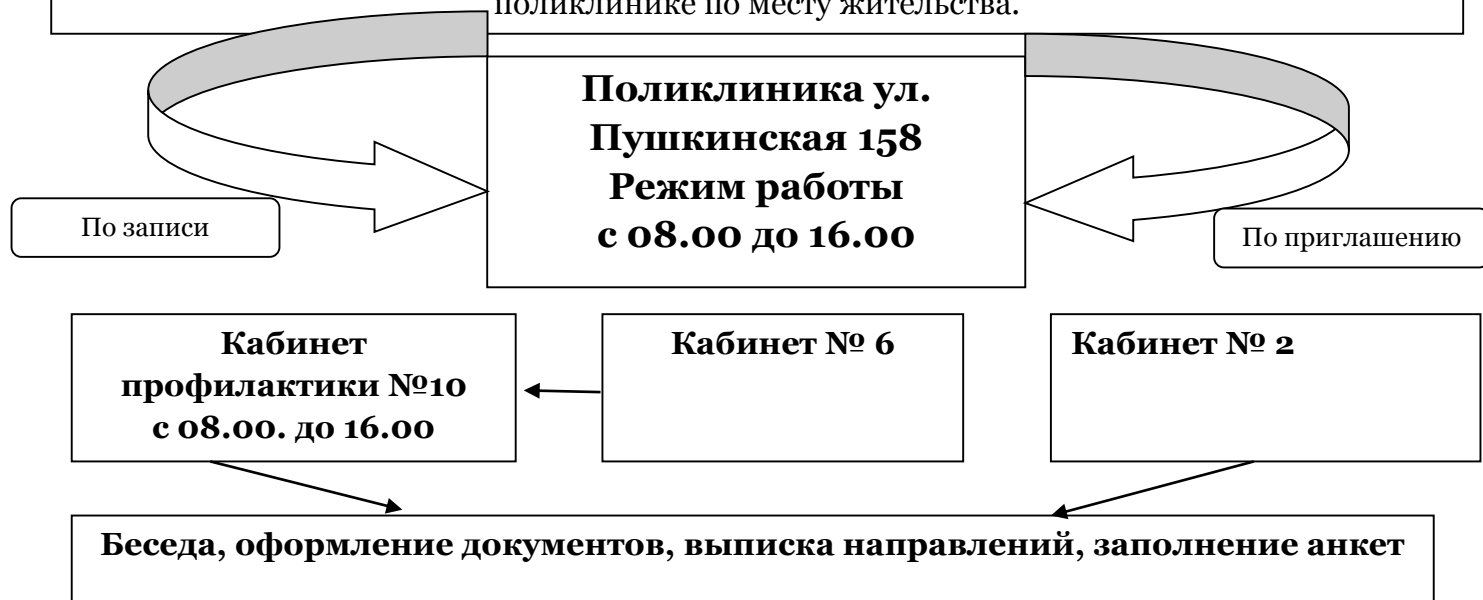 поликлинике по месту жительства.
Поликлиника ул.
Пушкинская 158
Режим работы
с 08.00 до 16.00
По записи
По приглашению
Кабинет
профилактики №10
с 08.00. до 16.00
Кабинет № 6
Кабинет № 2
Беседа, оформление документов, выписка направлений, заполнение анкет